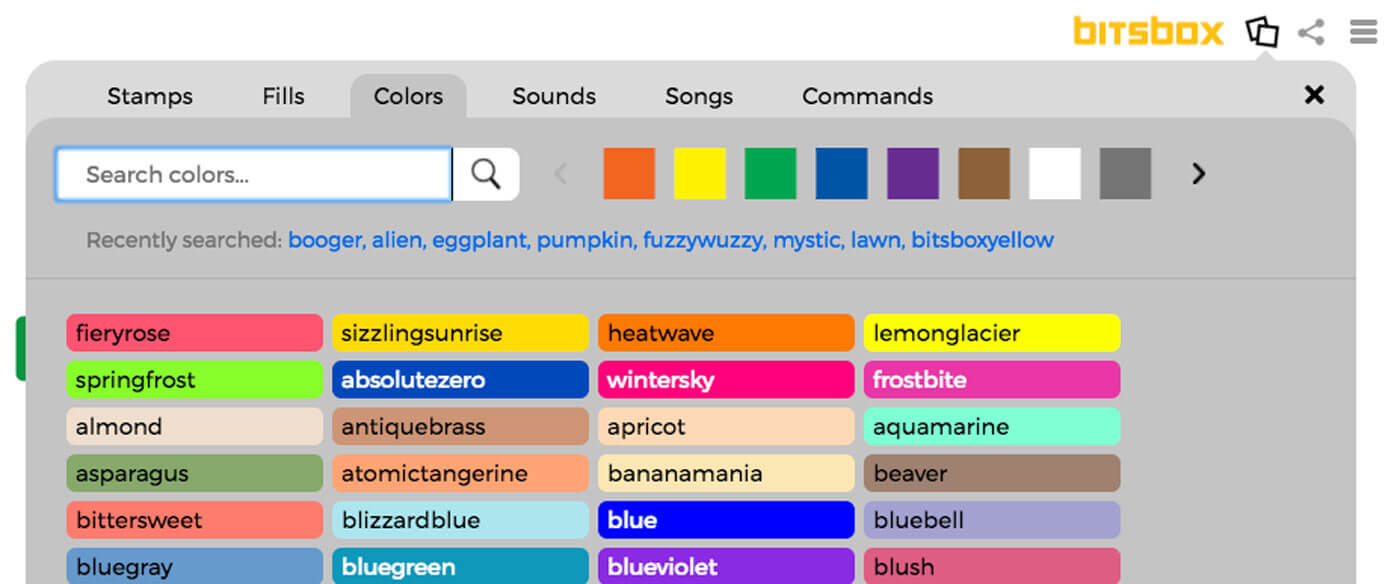 bitsbox
Stamps Fills Colors Sounds Songs Commands
Search colors...
Recently searched: booger, alien, eggplant, pumpkin, fuzzywuzzy, mystic, lawn, bitsboxyellow
fieryrose sizzlingsunrise heatwave lemonglacier
springfrost absolutezero wintersky frostbite
almond antiquebrass apricot aquamarine
asparagus atomictangerine bananamania beaver
bittersweet blizzardblue blue bluebell
bluegray bluegreen blueviolet blush